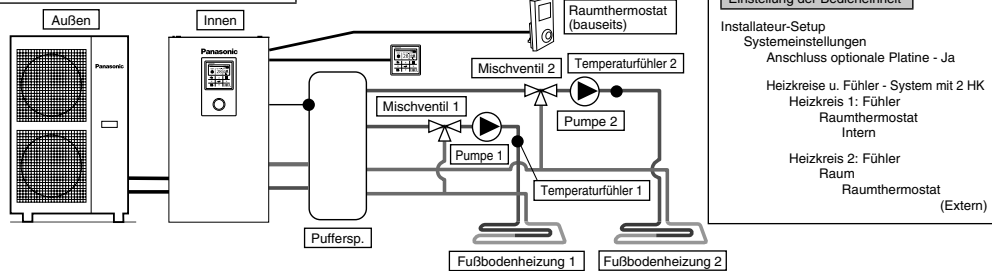 Außen
Innen
Raumthermostat
(bauseits)
Panasonic
Panasonic
Mischventil 2
Temperaturfühler 2
Mischventil 1
Pumpe 2
Pumpe 1
Temperaturfühler 1
Puffersp.
Fußbodenheizung 1
Fußbodenheizung 2
Einstellung der Bedieneinheit
Installateur-Setup
Systemeinstellungen
Anschluss optionale Platine - Ja
Heizkreise u. Fühler - System mit 2 HK
Heizkreis 1: Fühler
Raumthermostat
Intern
Heizkreis 2: Fühler
Raum
Raumthermostat
(Extern)